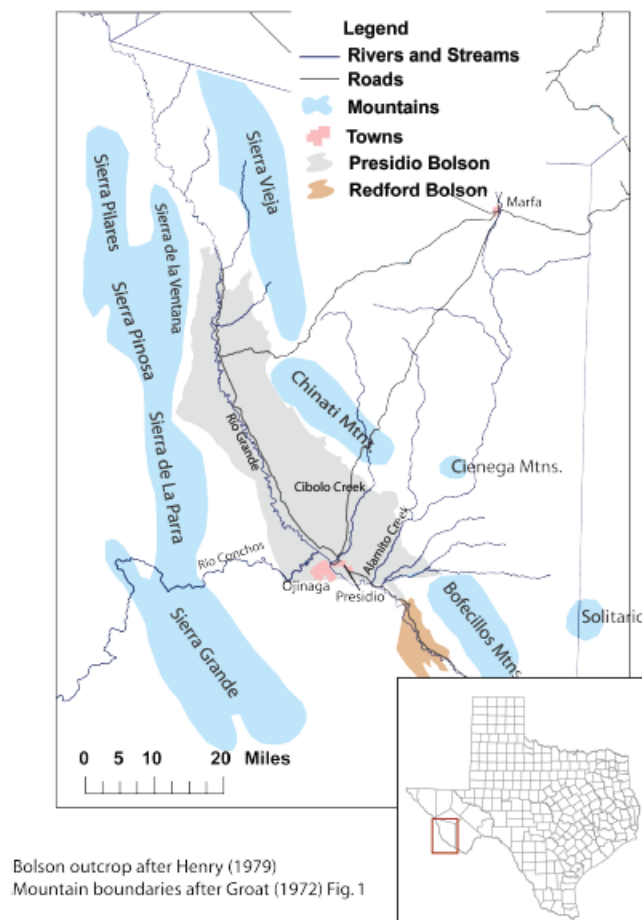 Legend
Rivers and Streams
Roads
Mountains
Towns
Presidio Bolson
Redford Bolson
Sierra Vieja
Sierra Pilares
Sierra de la Ventana
Marfa
Sierra Pinosa
Chinati Mtns.
Rio Grande
Sierra de La Parra
Cienega Mtns.
Cibolo Creek
Alamito Creek
Rio Conchos
Ojinaga
Presidio
Bofecillos Mtns.
Solitario
Sierra Grande
0 5 10 20 Miles
Bolson outcrop after Henry (1979)
Mountain boundaries after Groat (1972) Fig. 1